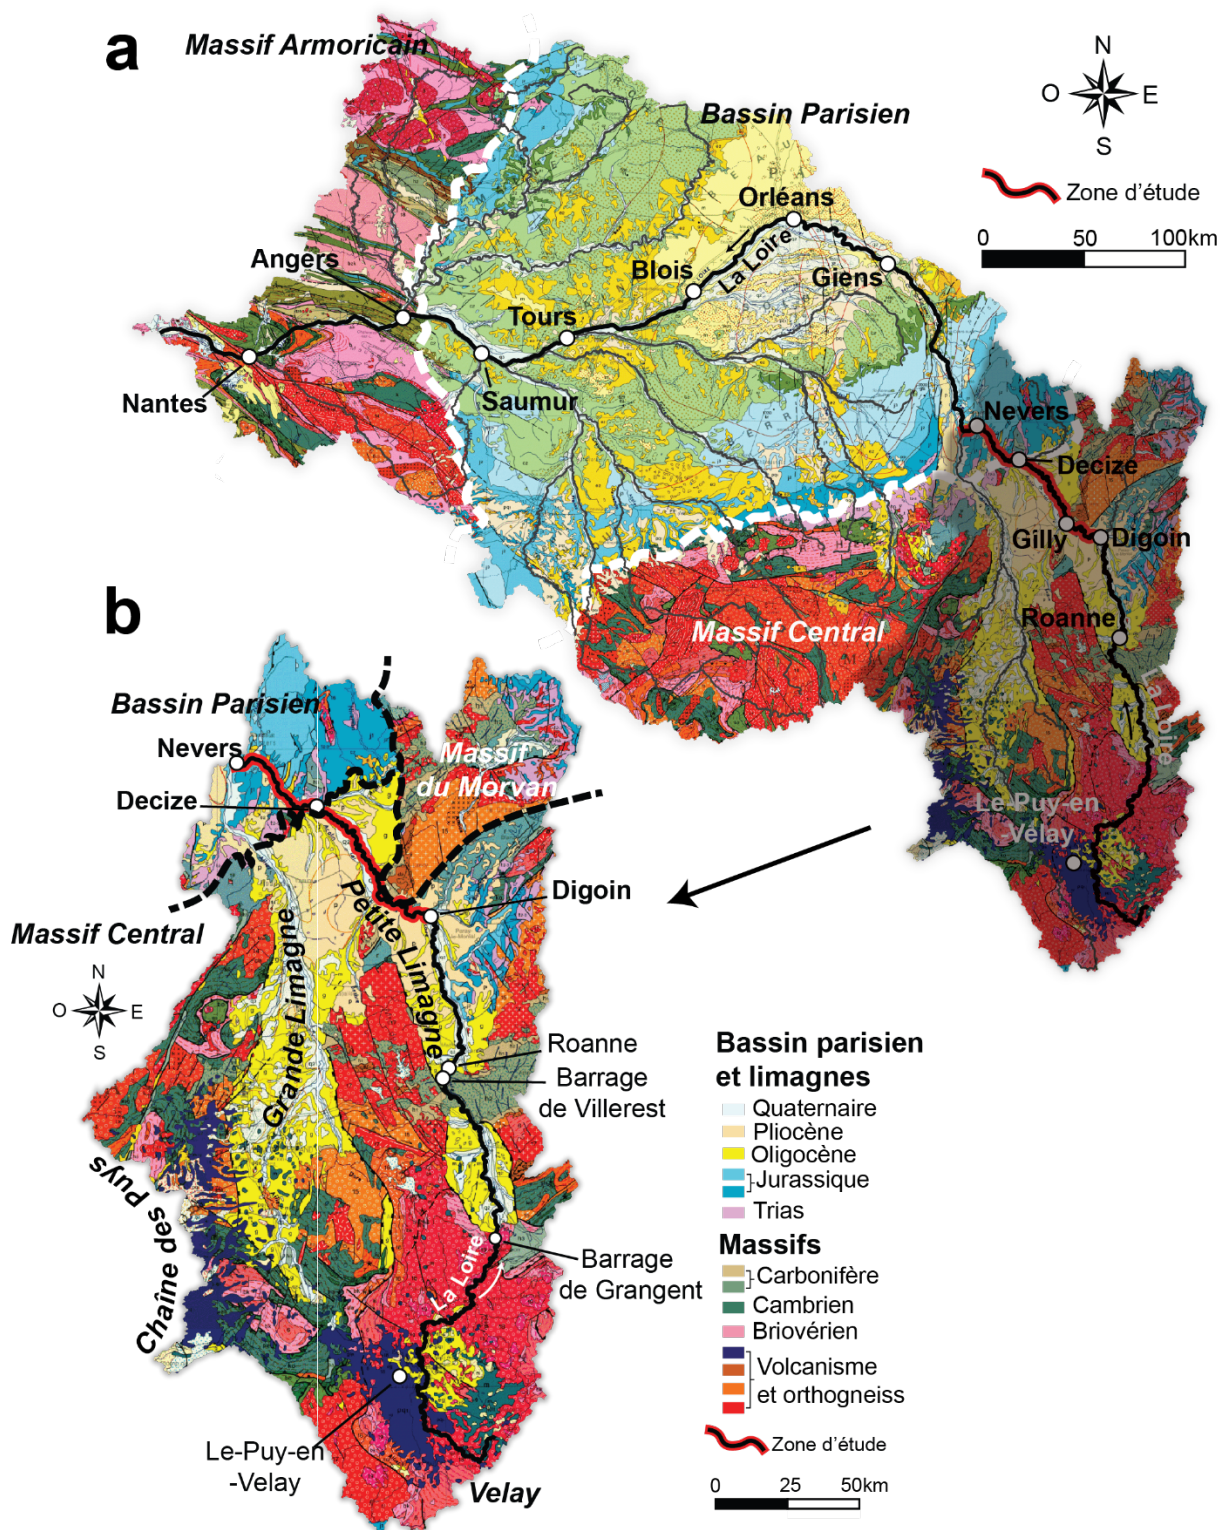 a
Massif Armoricain
Bassin Parisien
N
O
E
S
Zone d'étude
0
50
100km
Orléans
La Loire
Angers
Blois
Giens
Tours
Nantes
Saumur
Nevers
Decize
Gilly
Digoin
Roanne
Massif Central
La Loire
Le-Puy-en
-Velay
b
Bassin Parisien
Nevers
Massif
du Morvan
Decize
Digoin
Petite Limagne
Massif Central
Grande Limagne
N
O
E
S
Roanne
Barrage
de Villerest
Chaîne des Puys
La Loire
Barrage
de Grangent
Le-Puy-en
-Velay
Velay
Bassin parisien
et limagnes
Quaternaire
Pliocène
Oligocène
Jurassique
Trias
Massifs
Carbonifère
Cambrien
Briovérien
Volcanisme
et orthogneiss
Zone d'étude
0
25
50km